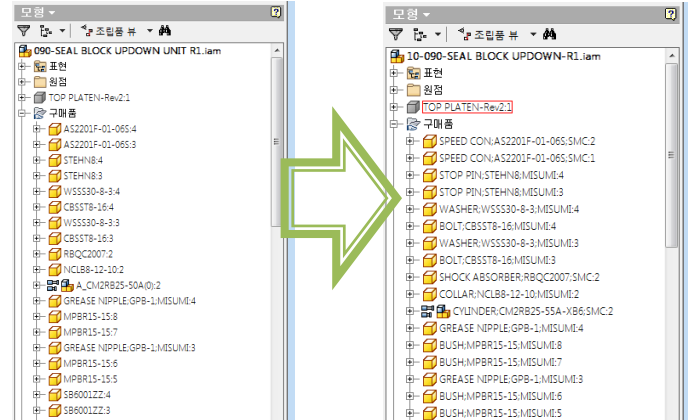 모형
조립품 뷰
090-SEAL BLOCK UPDOWN UNIT R1.iam
표현
원점
TOP PLATEN-Rev2:1
구매품
AS2201F-01-06S:4
AS2201F-01-06S:3
STEHN8:4
STEHN8:3
WSSS30-8-3:4
CBSST8-16:4
WSSS30-8-3:3
CBSST8-16:3
RBQC2007:2
NCLB8-12-10:2
A_CM2RB25-50A(0):2
GREASE NIPPLE;GPB-1;MISUMI:4
MPBR15-15:8
MPBR15-15:7
GREASE NIPPLE;GPB-1;MISUMI:3
MPBR15-15:6
MPBR15-15:5
SB6001ZZ:4
SB6001ZZ:3
모형
조립품 뷰
10-090-SEAL BLOCK UPDOWN-R1.iam
표현
원점
TOP PLATEN-Rev2:1
구매품
SPEED CON;AS2201F-01-06S;SMC:2
SPEED CON;AS2201F-01-06S;SMC:1
STOP PIN;STEHN8;MISUMI:4
STOP PIN;STEHN8;MISUMI:3
WASHER;WSSS30-8-3;MISUMI:4
BOLT;CBSST8-16;MISUMI:4
WASHER;WSSS30-8-3;MISUMI:3
BOLT;CBSST8-16;MISUMI:3
SHOCK ABSORBER;RBQC2007;SMC:2
COLLAR;NCLB8-12-10;MISUMI:2
CYLINDER;CM2RB25-55A-XB6;SMC:2
GREASE NIPPLE;GPB-1;MISUMI:4
BUSH;MPBR15-15;MISUMI:8
BUSH;MPBR15-15;MISUMI:7
GREASE NIPPLE;GPB-1;MISUMI:3
BUSH;MPBR15-15;MISUMI:6
BUSH;MPBR15-15;MISUMI:5